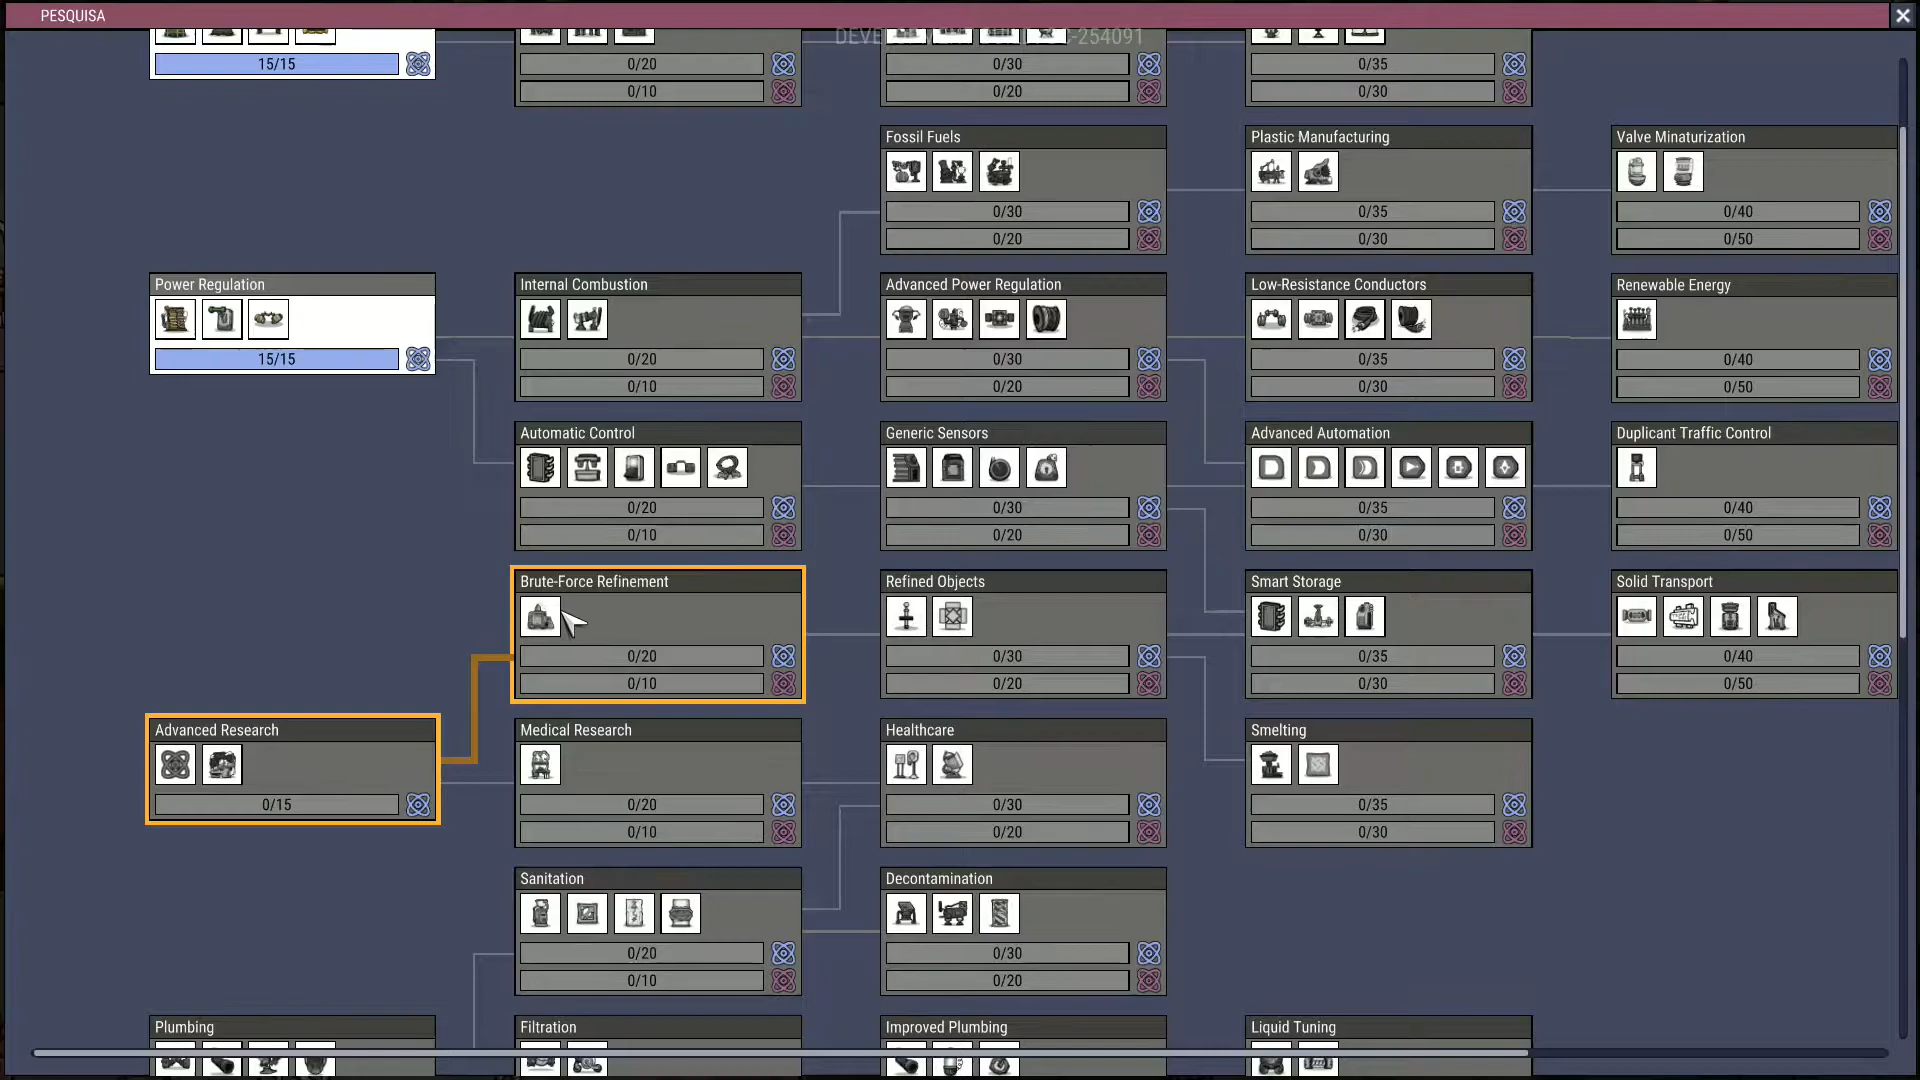 PESQUISA
15/15
0/20
0/10
0/30
0/20
0/35
0/30
Fossil Fuels
0/30
0/20
Plastic Manufacturing
0/35
0/30
Valve Minaturization
0/40
0/50
Power Regulation
15/15
Internal Combustion
0/20
0/10
Advanced Power Regulation
0/30
0/20
Low-Resistance Conductors
0/35
0/30
Renewable Energy
0/40
0/50
Automatic Control
0/20
0/10
Generic Sensors
0/30
0/20
Advanced Automation
0/35
0/30
Duplicant Traffic Control
0/40
0/50
Brute-Force Refinement
0/20
0/10
Refined Objects
0/30
0/20
Smart Storage
0/35
0/30
Solid Transport
0/40
0/50
Advanced Research
0/15
Medical Research
0/20
0/10
Healthcare
0/30
0/20
Smelting
0/35
0/30
Sanitation
0/20
0/10
Decontamination
0/30
0/20
Plumbing
Filtration
Improved Plumbing
Liquid Tuning